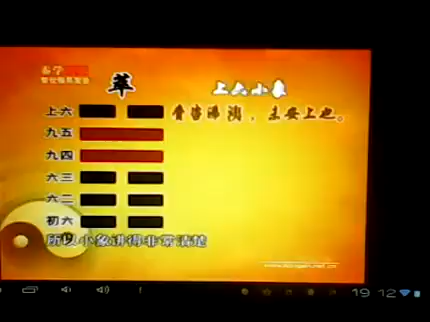 萃
上六小象
上六 齎咨涕洟，未安上也。
九五
九四
六三
六二
初六
所以小象讲得非常清楚
19 12